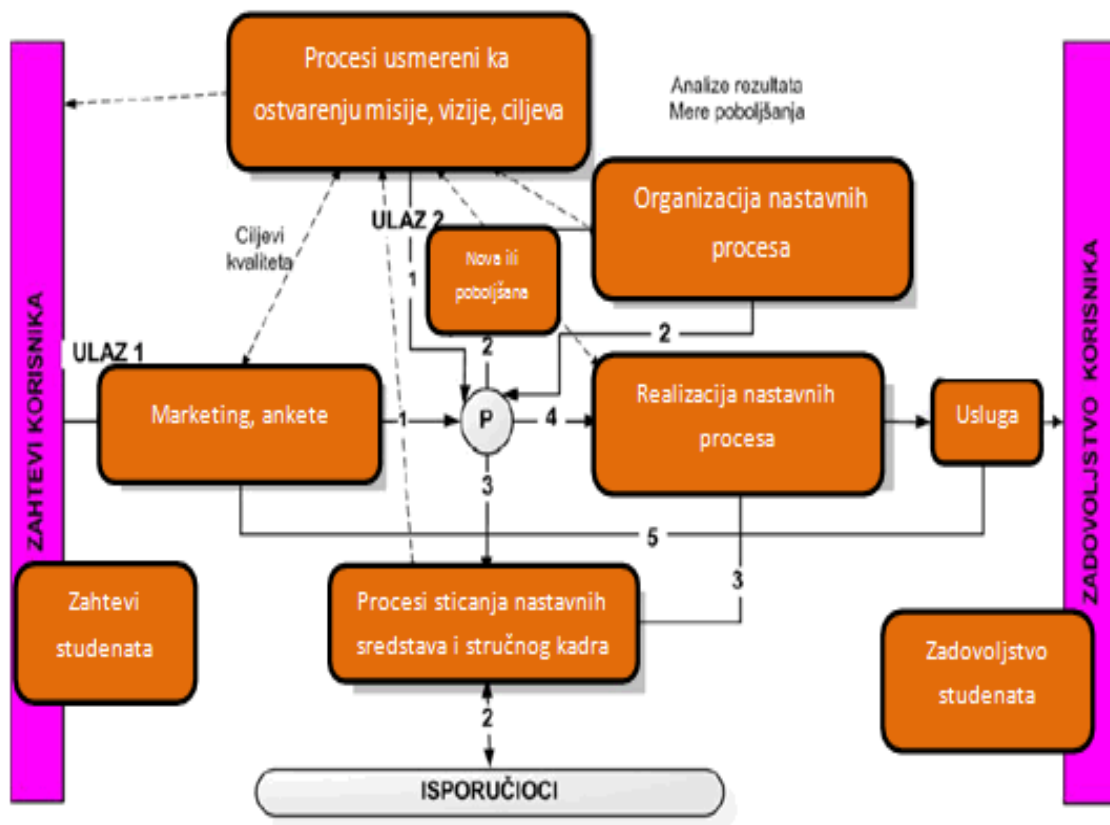 Procesi usmereni ka
ostvarenju misije, vizije, ciljeva
Analize rezultata
Mere poboljšanja
Organizacija nastavnih
procesa
ULAZ 2
Ciljevi
kvaliteta
1
Nova ili
poboljšana
2
2
ZAHTEVI KORISNIKA
ULAZ 1
Marketing, ankete
1
P
4
Realizacija nastavnih
procesa
Usluga
ZADOVOLJSTVO KORISNIKA
3
5
3
Zahtevi
studenata
Procesi sticanja nastavnih
sredstava i stručnog kadra
Zadovoljstvo
studenata
2
ISPORUČIOCI